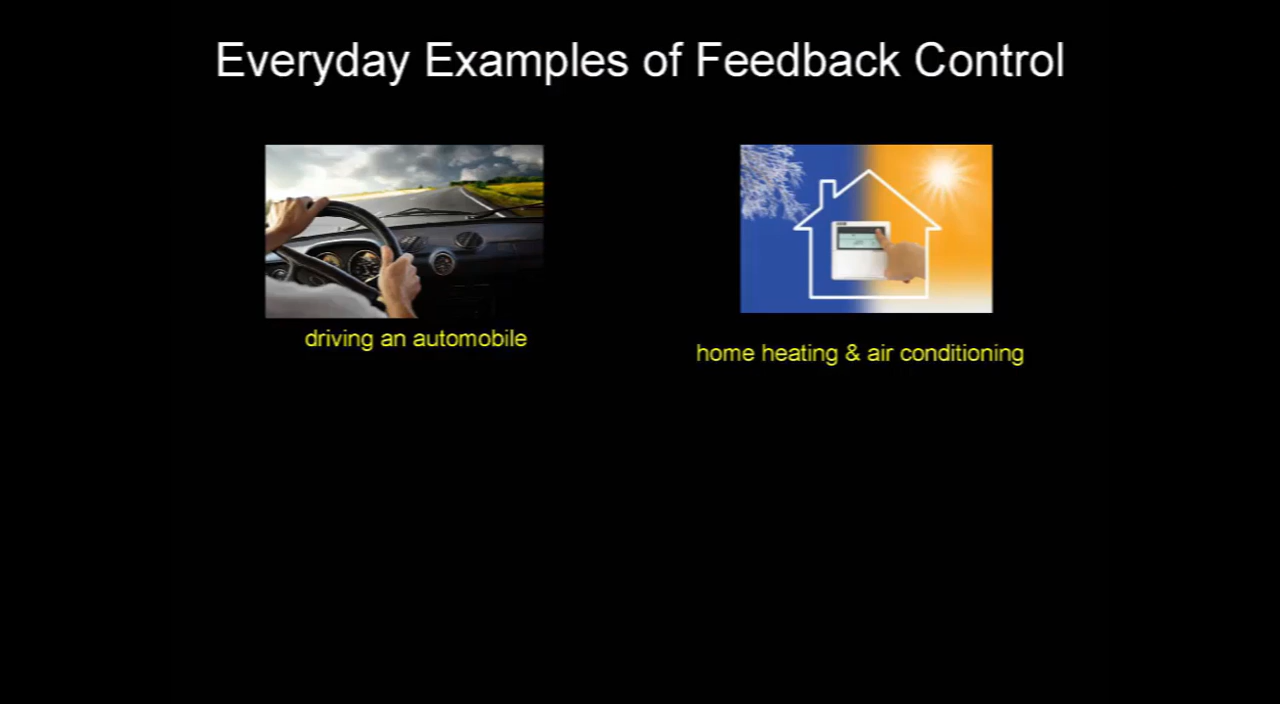 Everyday Examples of Feedback Control
driving an automobile
home heating & air conditioning